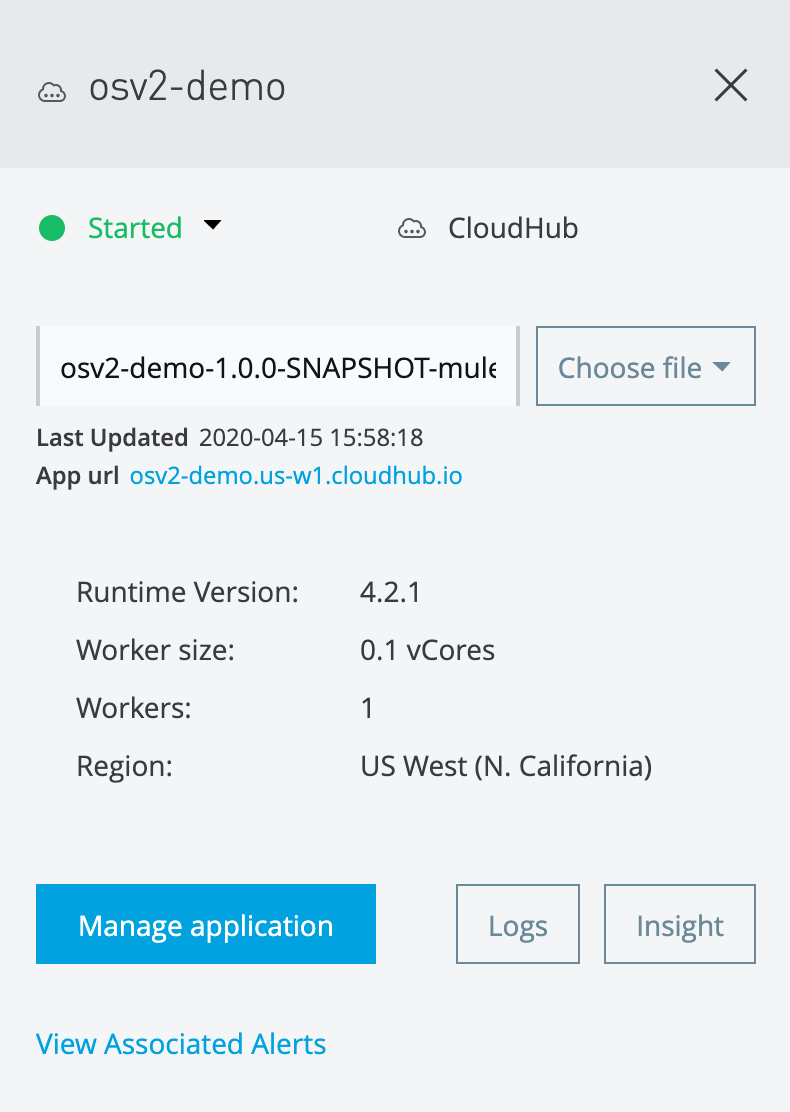 osv2-demo
Started CloudHub
osv2-demo-1.0.0-SNAPSHOT-mule Choose file
Last Updated 2020-04-15 15:58:18
App url osv2-demo.us-w1.cloudhub.io
Runtime Version: 4.2.1
Worker size: 0.1 vCores
Workers: 1
Region: US West (N. California)
Manage application Logs Insight
View Associated Alerts